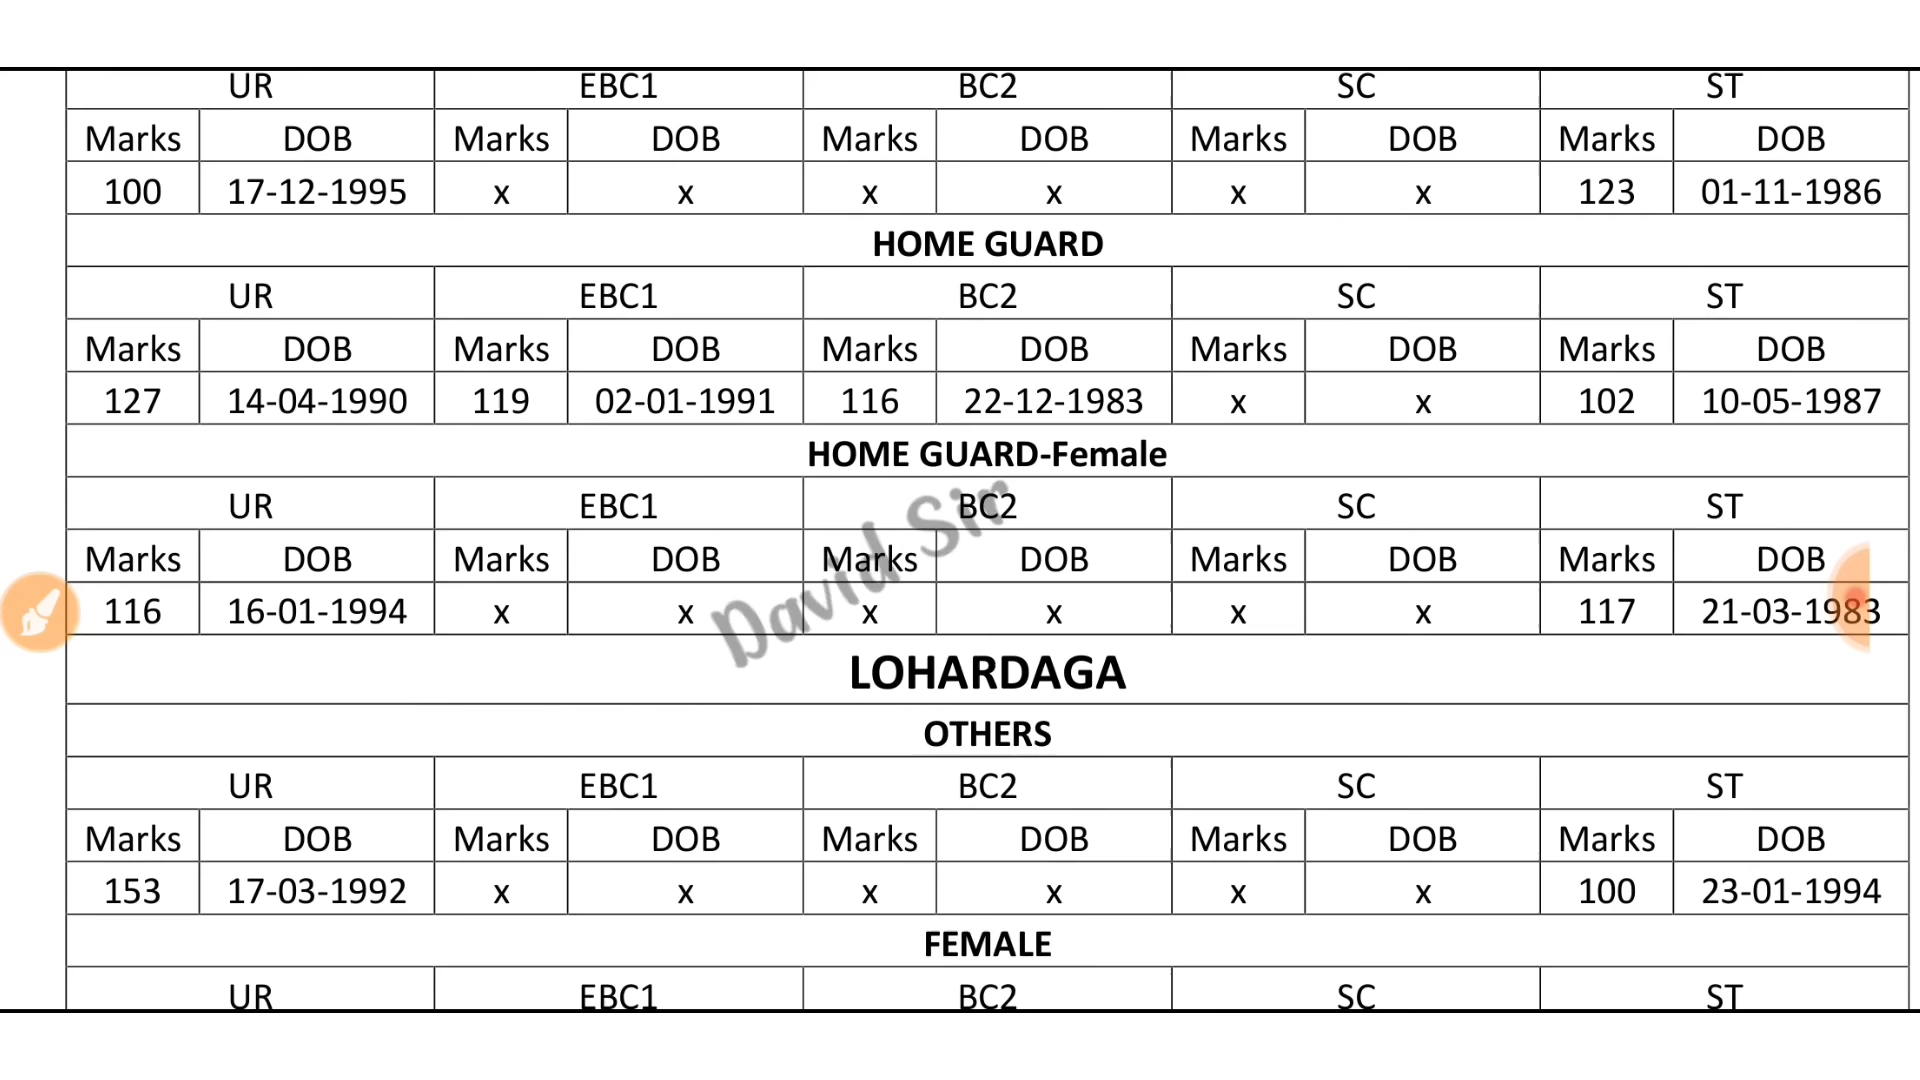 UR EBC1 BC2 SC ST
Marks DOB Marks DOB Marks DOB Marks DOB Marks DOB
100 17-12-1995 x x x x x x 123 01-11-1986
HOME GUARD
UR EBC1 BC2 SC ST
Marks DOB Marks DOB Marks DOB Marks DOB Marks DOB
127 14-04-1990 119 02-01-1991 116 22-12-1983 x x 102 10-05-1987
HOME GUARD-Female
UR EBC1 BC2 SC ST
Marks DOB Marks DOB Marks DOB Marks DOB Marks DOB
116 16-01-1994 x x x x x x 117 21-03-1983
David Sir
LOHARDAGA
OTHERS
UR EBC1 BC2 SC ST
Marks DOB Marks DOB Marks DOB Marks DOB Marks DOB
153 17-03-1992 x x x x x x 100 23-01-1994
FEMALE
UR EBC1 BC2 SC ST